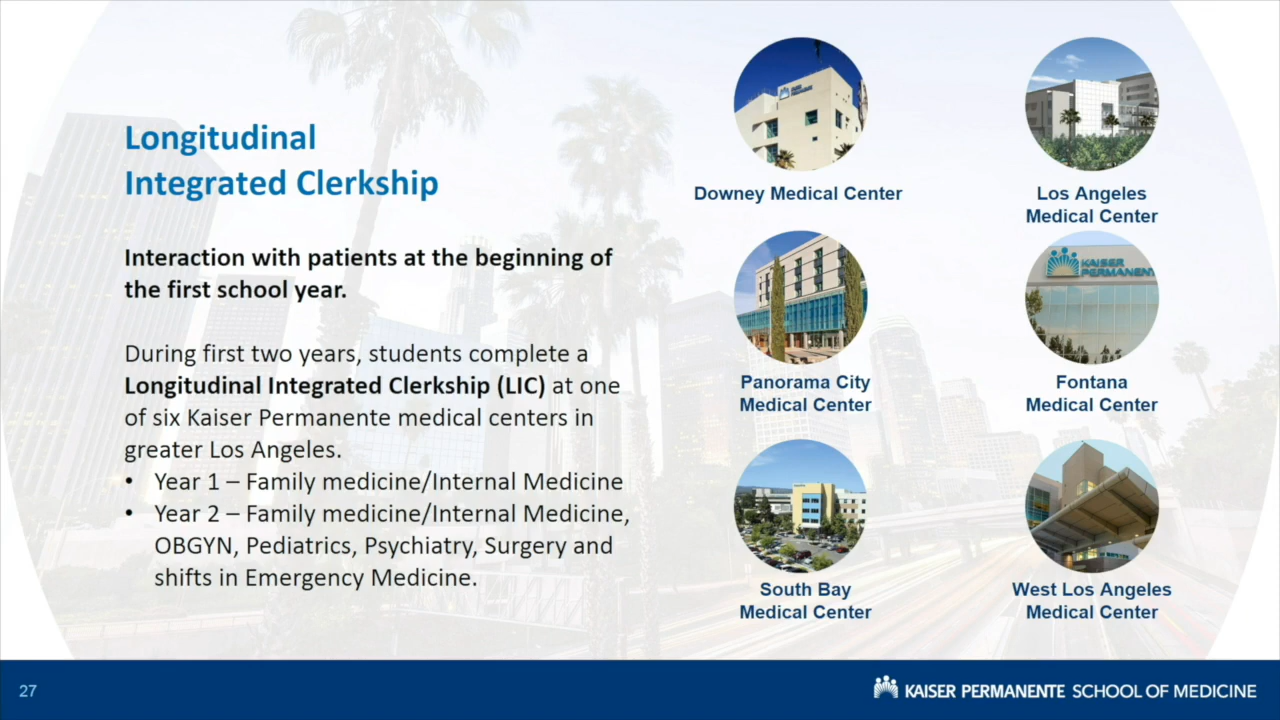 Longitudinal
Integrated Clerkship
Interaction with patients at the beginning of
the first school year.
During first two years, students complete a
Longitudinal Integrated Clerkship (LIC) at one
of six Kaiser Permanente medical centers in
greater Los Angeles.
• Year 1 – Family medicine/Internal Medicine
• Year 2 – Family medicine/Internal Medicine,
OBGYN, Pediatrics, Psychiatry, Surgery and
shifts in Emergency Medicine.
Downey Medical Center
Los Angeles
Medical Center
KAISER
PERMANENT
Panorama City
Medical Center
Fontana
Medical Center
South Bay
Medical Center
West Los Angeles
Medical Center
27
KAISER PERMANENTE SCHOOL OF MEDICINE